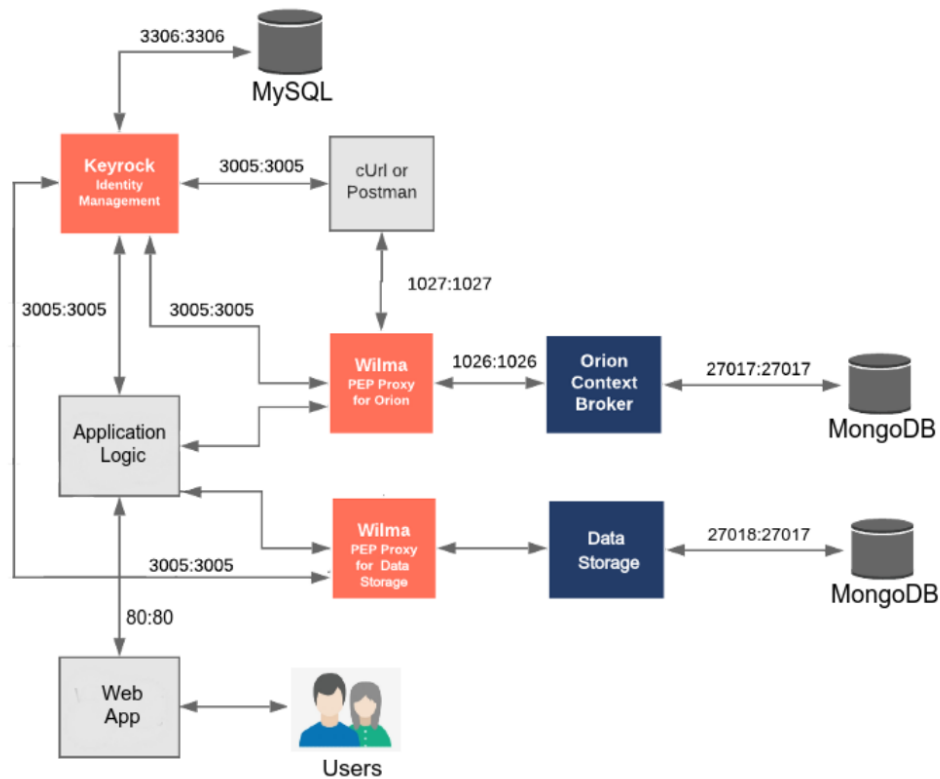 3306:3306
MySQL
Keyrock
Identity
Management
3005:3005
cUrl or
Postman
1027:1027
3005:3005
3005:3005
Wilma
PEP Proxy
for Orion
1026:1026
Orion
Context
Broker
27017:27017
MongoDB
Application
Logic
Wilma
PEP Proxy
for Data
Storage
Data
Storage
27018:27017
MongoDB
3005:3005
80:80
Web
App
Users